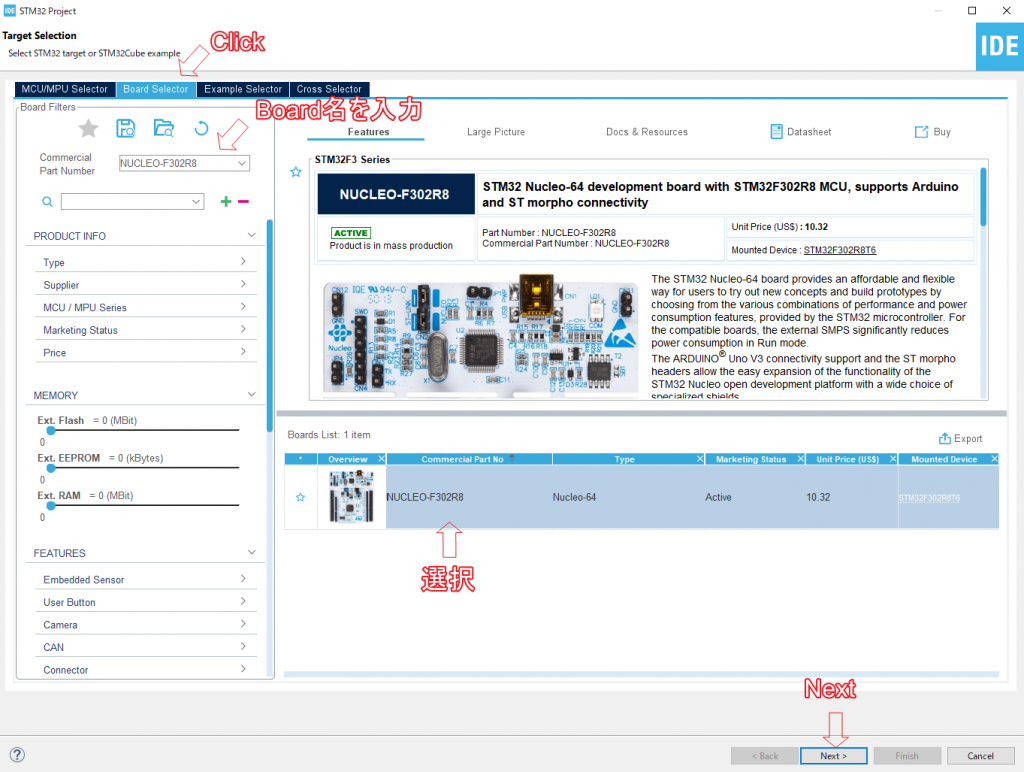 IDE STM32 Project
Target Selection
Select STM32 target or STM32Cube example
IDE
Click
MCU/MPU Selector
Board Selector
Example Selector
Cross Selector
Board Filters
Board名を入力
Commercial
Part Number
NUCLEO-F302R8
PRODUCT INFO
Type
Supplier
MCU / MPU Series
Marketing Status
Price
MEMORY
Ext. Flash = 0 (MBit)
0
Ext. EEPROM = 0 (kBytes)
0
Ext. RAM = 0 (MBit)
0
FEATURES
Embedded Sensor
User Button
Camera
CAN
Connector
Features
Large Picture
Docs & Resources
Datasheet
Buy
STM32F3 Series
NUCLEO-F302R8
STM32 Nucleo-64 development board with STM32F302R8 MCU, supports Arduino
and ST morpho connectivity
ACTIVE
Product is in mass production
Part Number : NUCLEO-F302R8
Commercial Part Number : NUCLEO-F302R8
Unit Price (US$) : 10.32
Mounted Device : STM32F302R8T6
The STM32 Nucleo-64 board provides an affordable and flexible
way for users to try out new concepts and build prototypes by
choosing from the various combinations of performance and power
consumption features, provided by the STM32 microcontroller. For
the compatible boards, the external SMPS significantly reduces
power consumption in Run mode.
The ARDUINO® Uno V3 connectivity support and the ST morpho
headers allow the easy expansion of the functionality of the
STM32 Nucleo open development platform with a wide choice of
specialized shields.
Boards List: 1 item
Export
* Overview Commercial Part No Type Marketing Status Unit Price (US$) Mounted Device
NUCLEO-F302R8 Nucleo-64 Active 10.32 STM32F302R8T6
選択
Next
< Back
Next >
Finish
Cancel